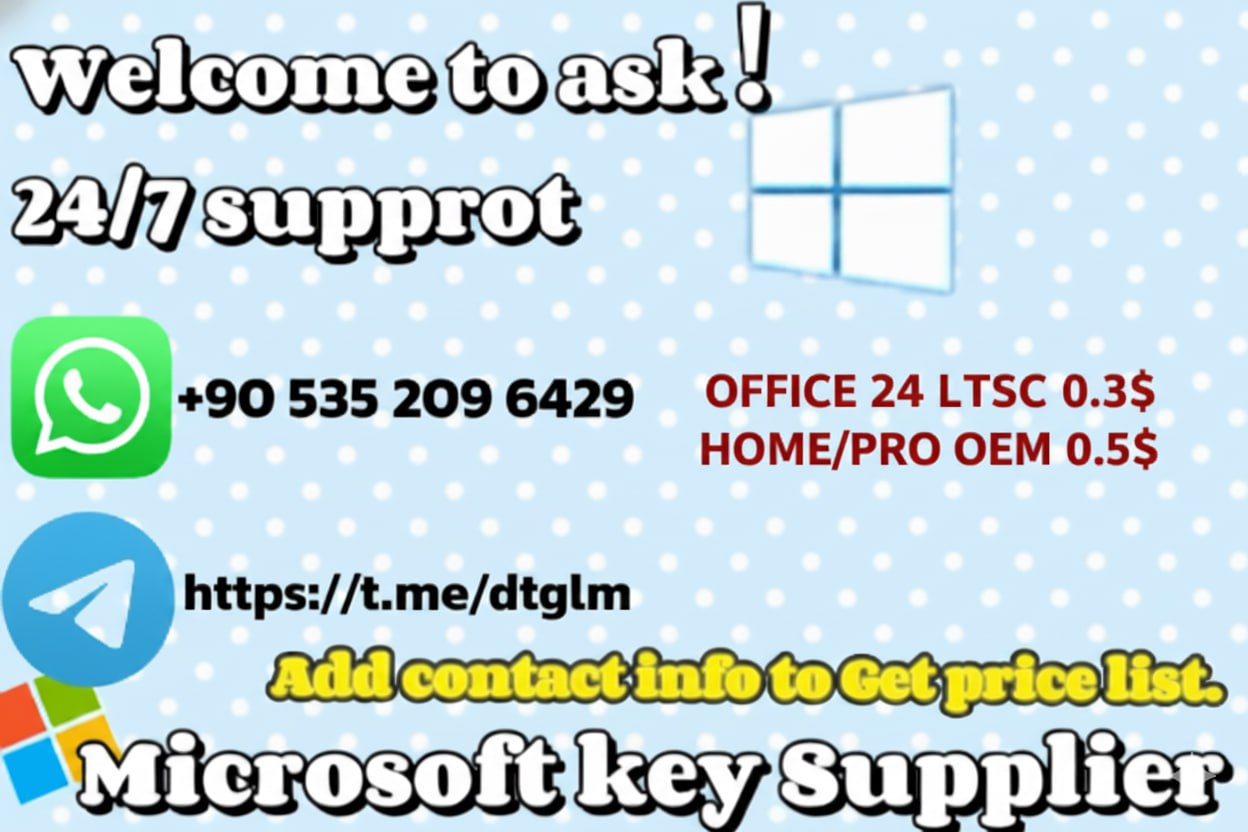 Welcome to ask!
24/7 supprot
+90 535 209 6429
OFFICE 24 LTSC 0.3$
HOME/PRO OEM 0.5$
https://t.me/dtglm
Add contact info to Get price list.
Microsoft key Supplier